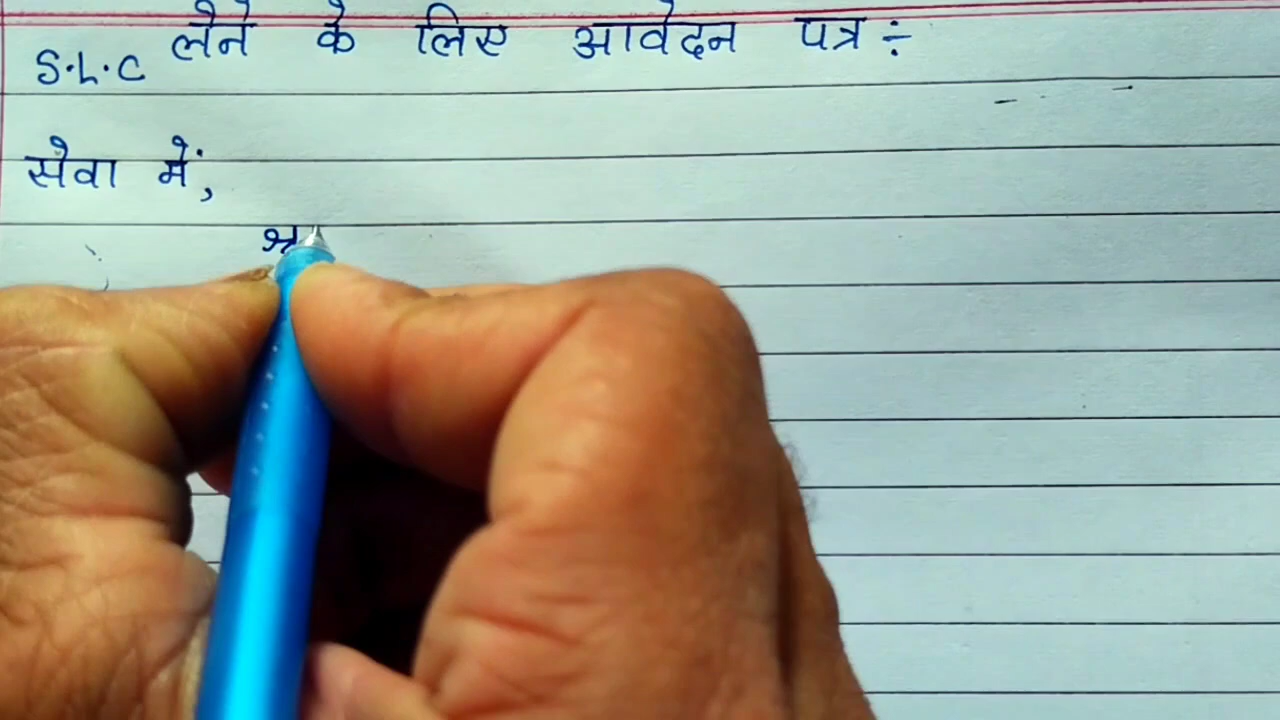 S.L.C लेने के लिए आवेदन पत्र :-
सेवा में,
श्र